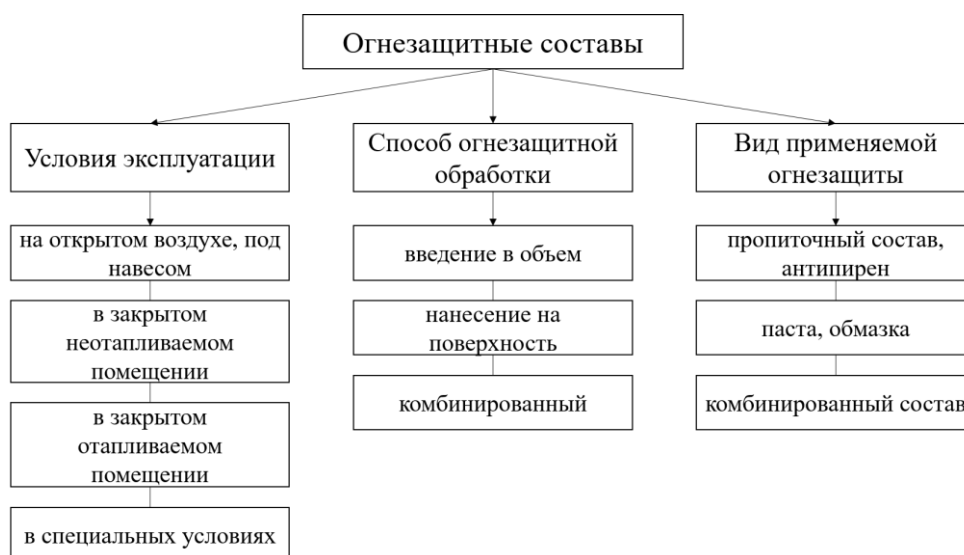 Огнезащитные составы
Условия эксплуатации
на открытом воздухе, под
навесом
в закрытом
неотапливаемом
помещении
в закрытом
отапливаемом
помещении
в специальных условиях
Способ огнезащитной
обработки
введение в объем
нанесение на
поверхность
комбинированный
Вид применяемой
огнезащиты
пропиточный состав,
антипирен
паста, обмазка
комбинированный состав